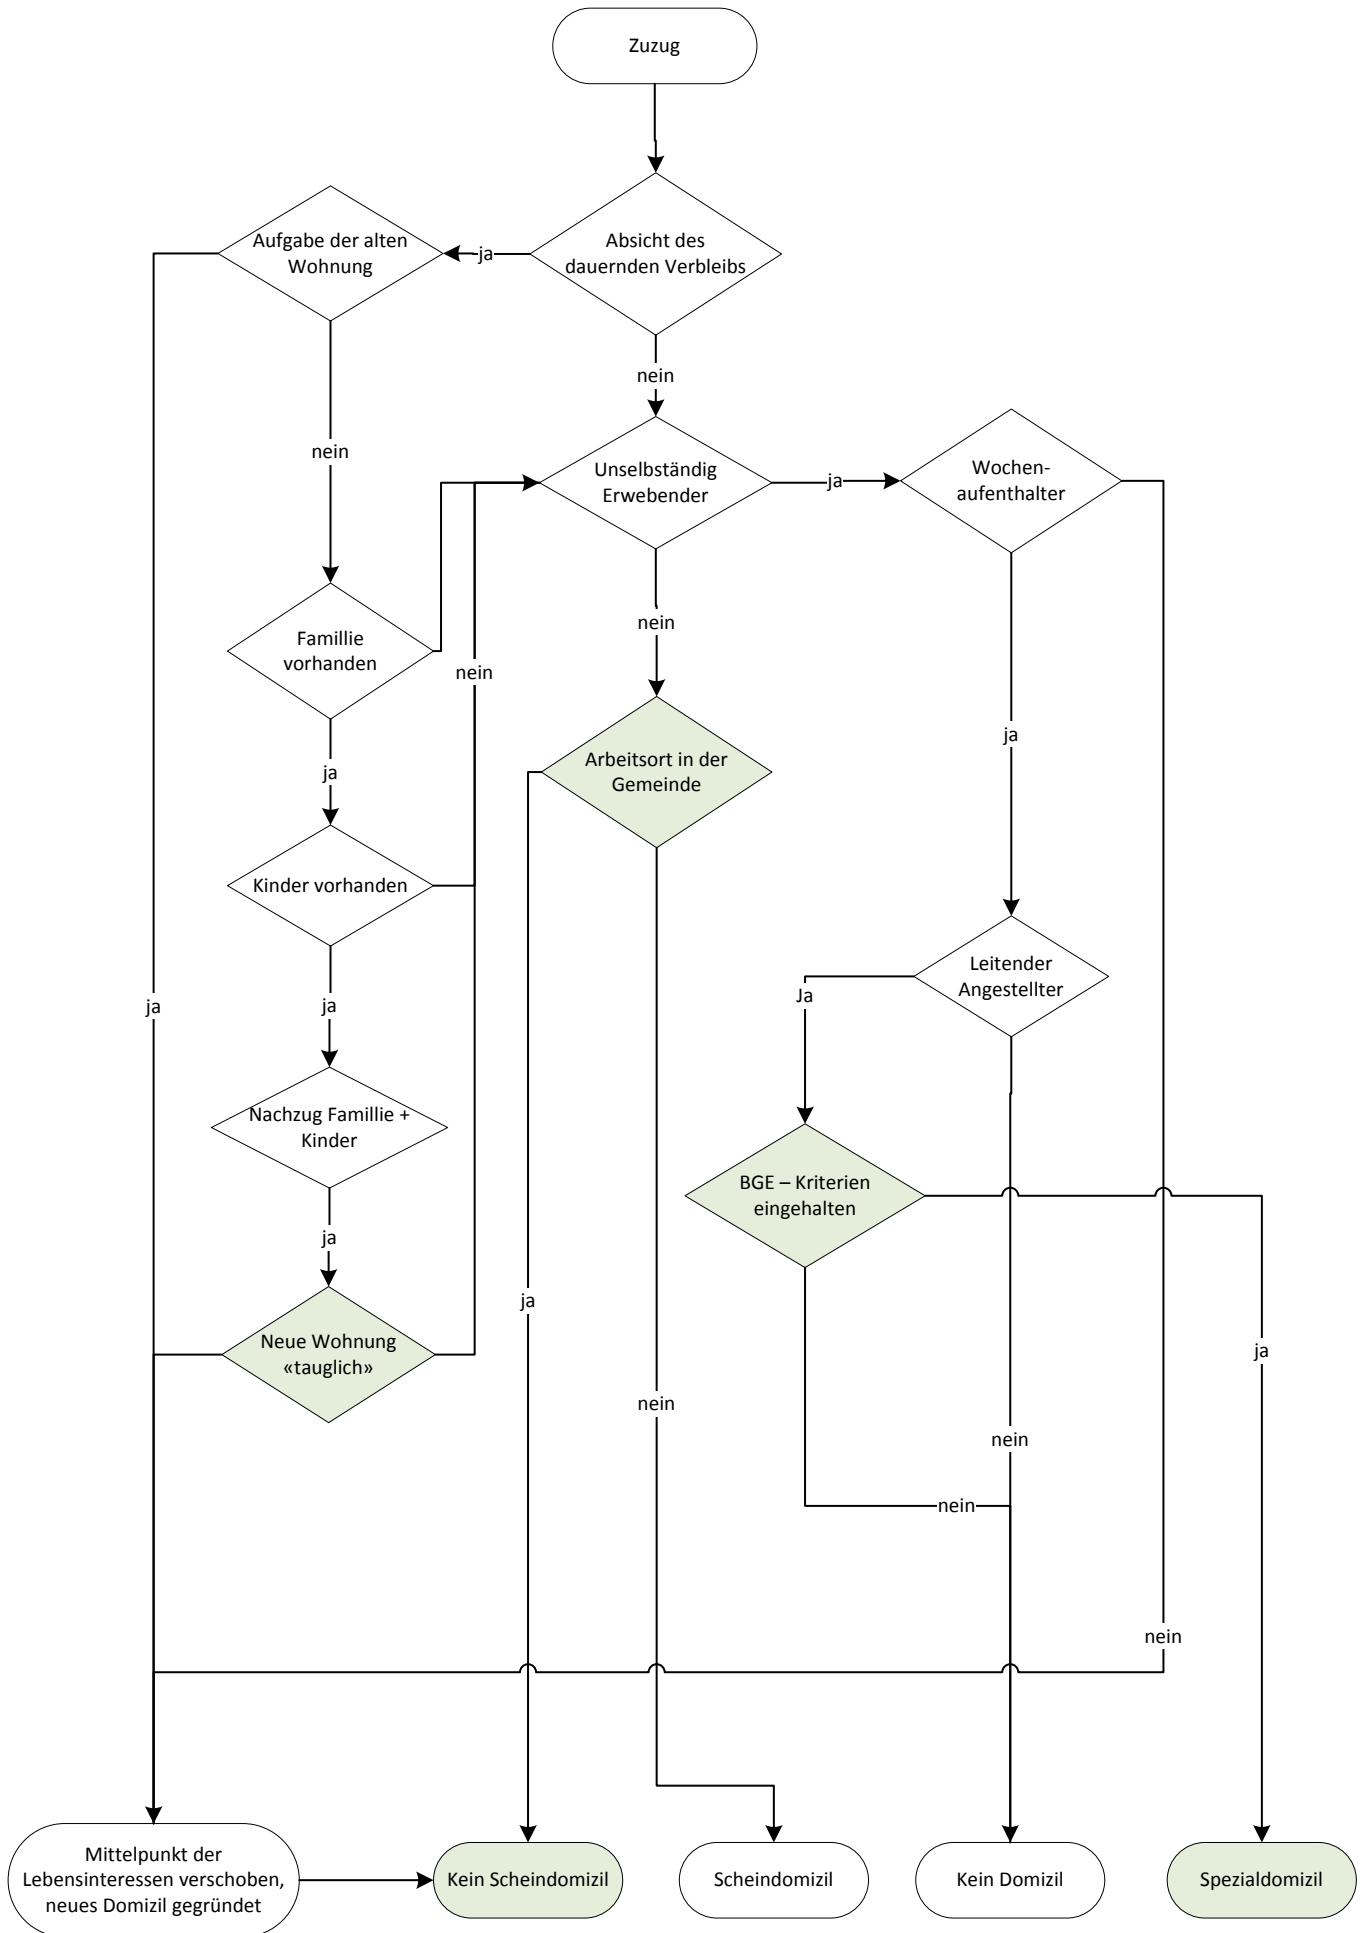 Zuzug
Aufgabe der alten
Wohnung
ja
Absicht des
dauernden Verbleibs
nein
nein
Unselbständig
Erwebender
ja
Wochen-
aufenthalter
Famillie
vorhanden
nein
nein
ja
Arbeitsort in der
Gemeinde
ja
Kinder vorhanden
Leitender
Angestellter
ja
ja
Ja
Nachzug Famillie +
Kinder
BGE – Kriterien
eingehalten
ja
ja
Neue Wohnung
«tauglich»
ja
nein
nein
nein
nein
Mittelpunkt der
Lebensinteressen verschoben,
neues Domizil gegründet
Kein Scheindomizil
Scheindomizil
Kein Domizil
Spezialdomizil